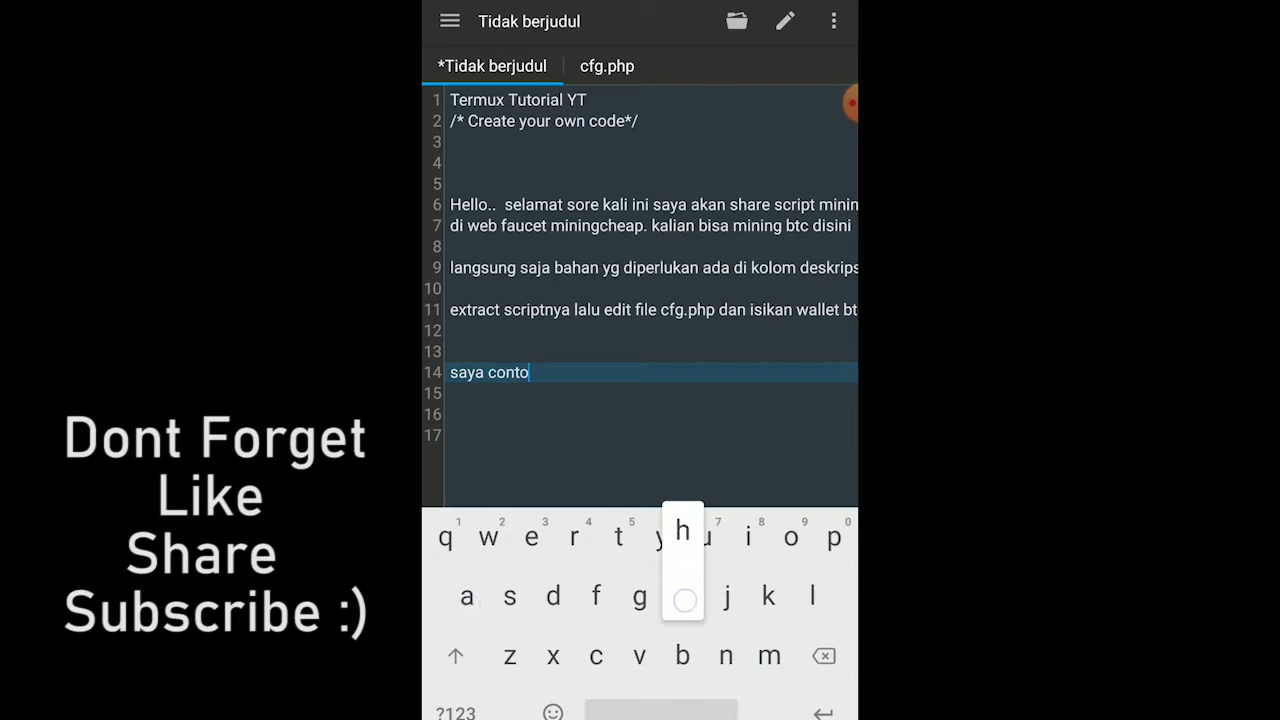 Tidak berjudul
*Tidak berjudul
cfg.php
1 Termux Tutorial YT
2 /* Create your own code*/
3
4
5
6 Hello..  selamat sore kali ini saya akan share script minin
7 di web faucet miningcheap. kalian bisa mining btc disini
8
9 langsung saja bahan yg diperlukan ada di kolom deskrips
10
11 extract scriptnya lalu edit file cfg.php dan isikan wallet bt
12
13
14 saya conto
15
16
17
Dont Forget
Like
Share
Subscribe :)
h
1 2 3 4 5 7 8 9 0
q w e r t y u i o p
a s d f g j k l
z x c v b n m
?123